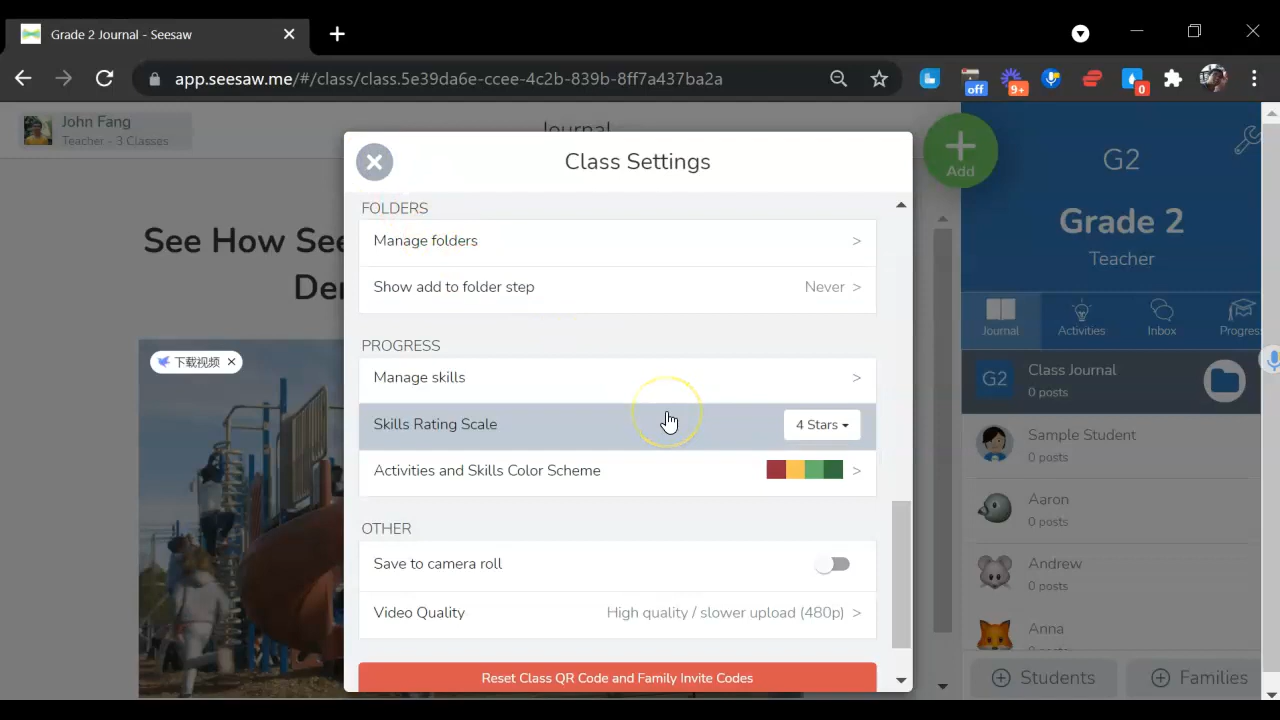 Grade 2 Journal - Seesaw
app.seesaw.me/#/class/class.5e39da6e-ccee-4c2b-839b-8ff7a437ba2a
off
9+
0
John Fang
Teacher - 3 Classes
Journal
See How See
Der
下载视频
Class Settings
FOLDERS
Manage folders >
Show add to folder step Never >
PROGRESS
Manage skills >
Skills Rating Scale 4 Stars
Activities and Skills Color Scheme >
OTHER
Save to camera roll
Video Quality High quality / slower upload (480p) >
Reset Class QR Code and Family Invite Codes
Add
G2
Grade 2
Teacher
Journal Activities Inbox Progres
G2
Class Journal
0 posts
Sample Student
0 posts
Aaron
0 posts
Andrew
0 posts
Anna
Students Families